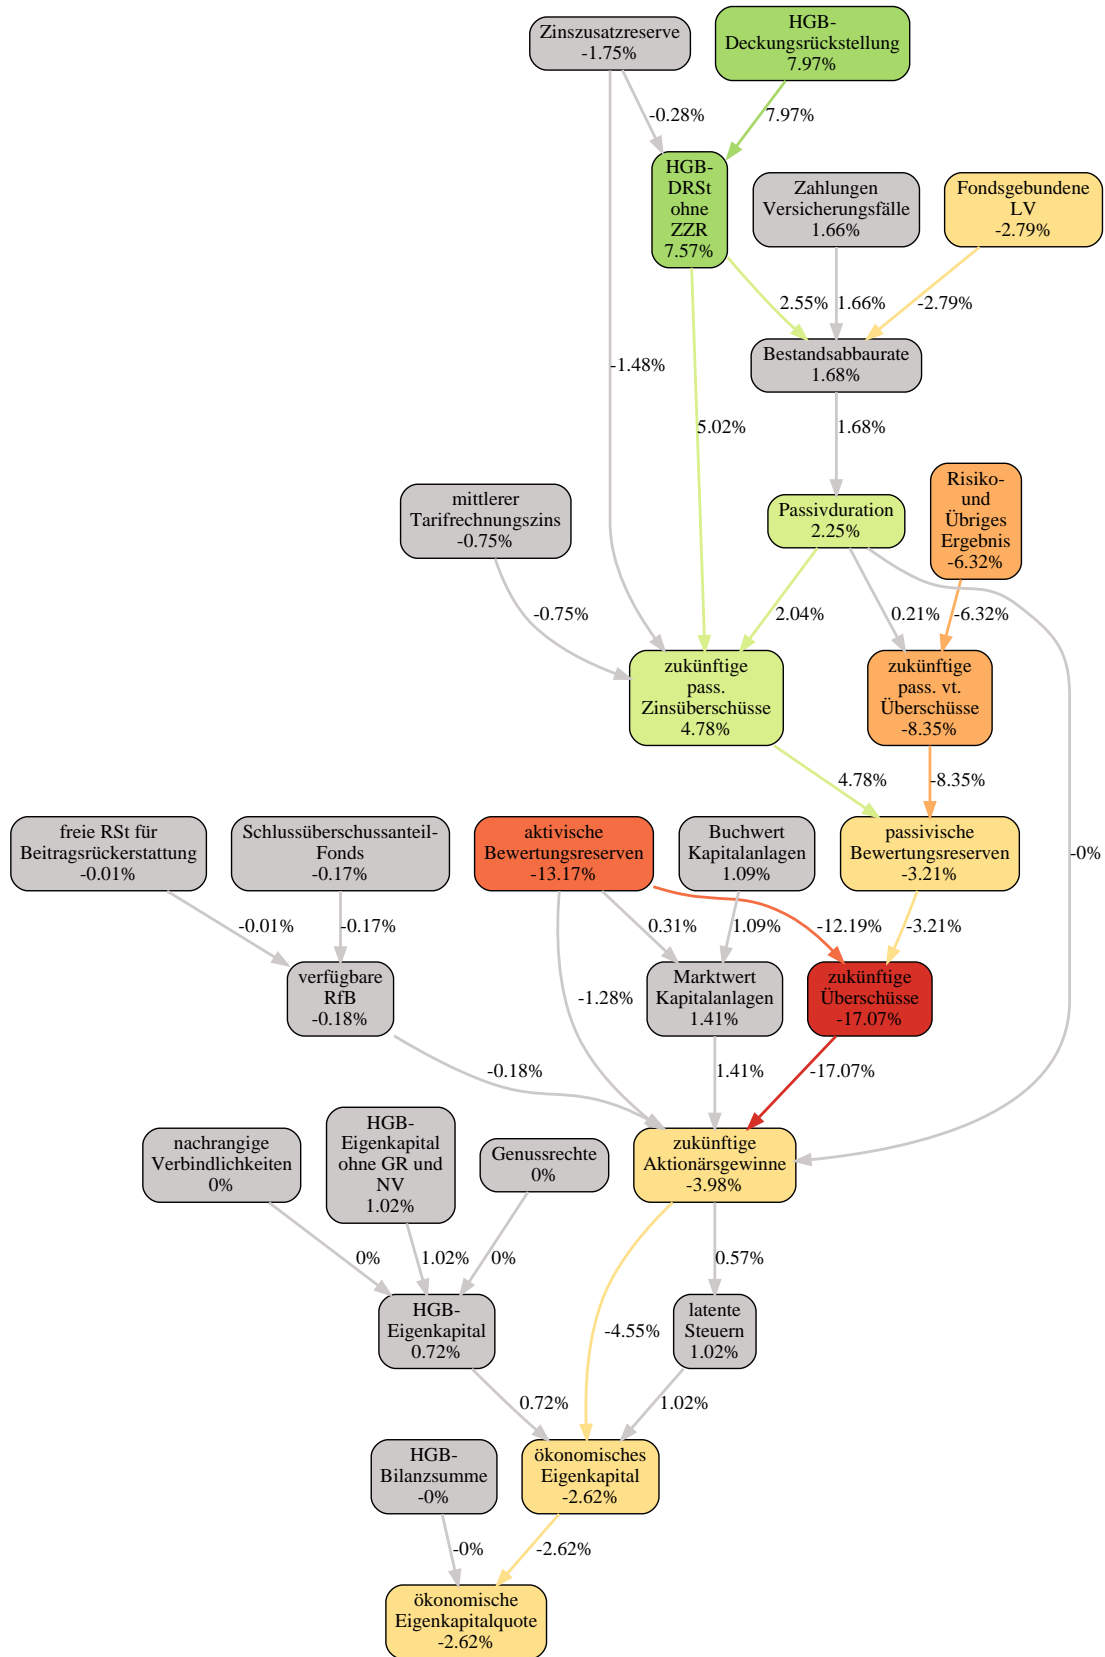 Zinszusatzreserve
-1.75%
HGB-
Deckungsrückstellung
7.97%
-0.28%
7.97%
HGB-
DRSt
ohne
ZZR
7.57%
Zahlungen
Versicherungsfälle
1.66%
Fondsgebundene
LV
-2.79%
2.55%
1.66%
-2.79%
Bestandsabbaurate
1.68%
-1.48%
5.02%
1.68%
mittlerer
Tarifrechnungszins
-0.75%
Passivduration
2.25%
Risiko-
und
Übriges
Ergebnis
-6.32%
-0.75%
2.04%
0.21%
-6.32%
zukünftige
pass.
Zinsüberschüsse
4.78%
zukünftige
pass. vt.
Überschüsse
-8.35%
4.78%
-8.35%
freie RSt für
Beitragsrückerstattung
-0.01%
Schlussüberschussanteil-
Fonds
-0.17%
aktivische
Bewertungsreserven
-13.17%
Buchwert
Kapitalanlagen
1.09%
passivische
Bewertungsreserven
-3.21%
-0%
-0.01%
-0.17%
0.31%
1.09%
-12.19%
-3.21%
verfügbare
RfB
-0.18%
-1.28%
Marktwert
Kapitalanlagen
1.41%
zukünftige
Überschüsse
-17.07%
-0.18%
1.41%
-17.07%
nachrangige
Verbindlichkeiten
0%
HGB-
Eigenkapital
ohne GR und
NV
1.02%
Genussrechte
0%
zukünftige
Aktionärsgewinne
-3.98%
0%
1.02%
0%
0.57%
HGB-
Eigenkapital
0.72%
-4.55%
latente
Steuern
1.02%
0.72%
1.02%
HGB-
Bilanzsumme
-0%
ökonomisches
Eigenkapital
-2.62%
-0%
-2.62%
ökonomische
Eigenkapitalquote
-2.62%